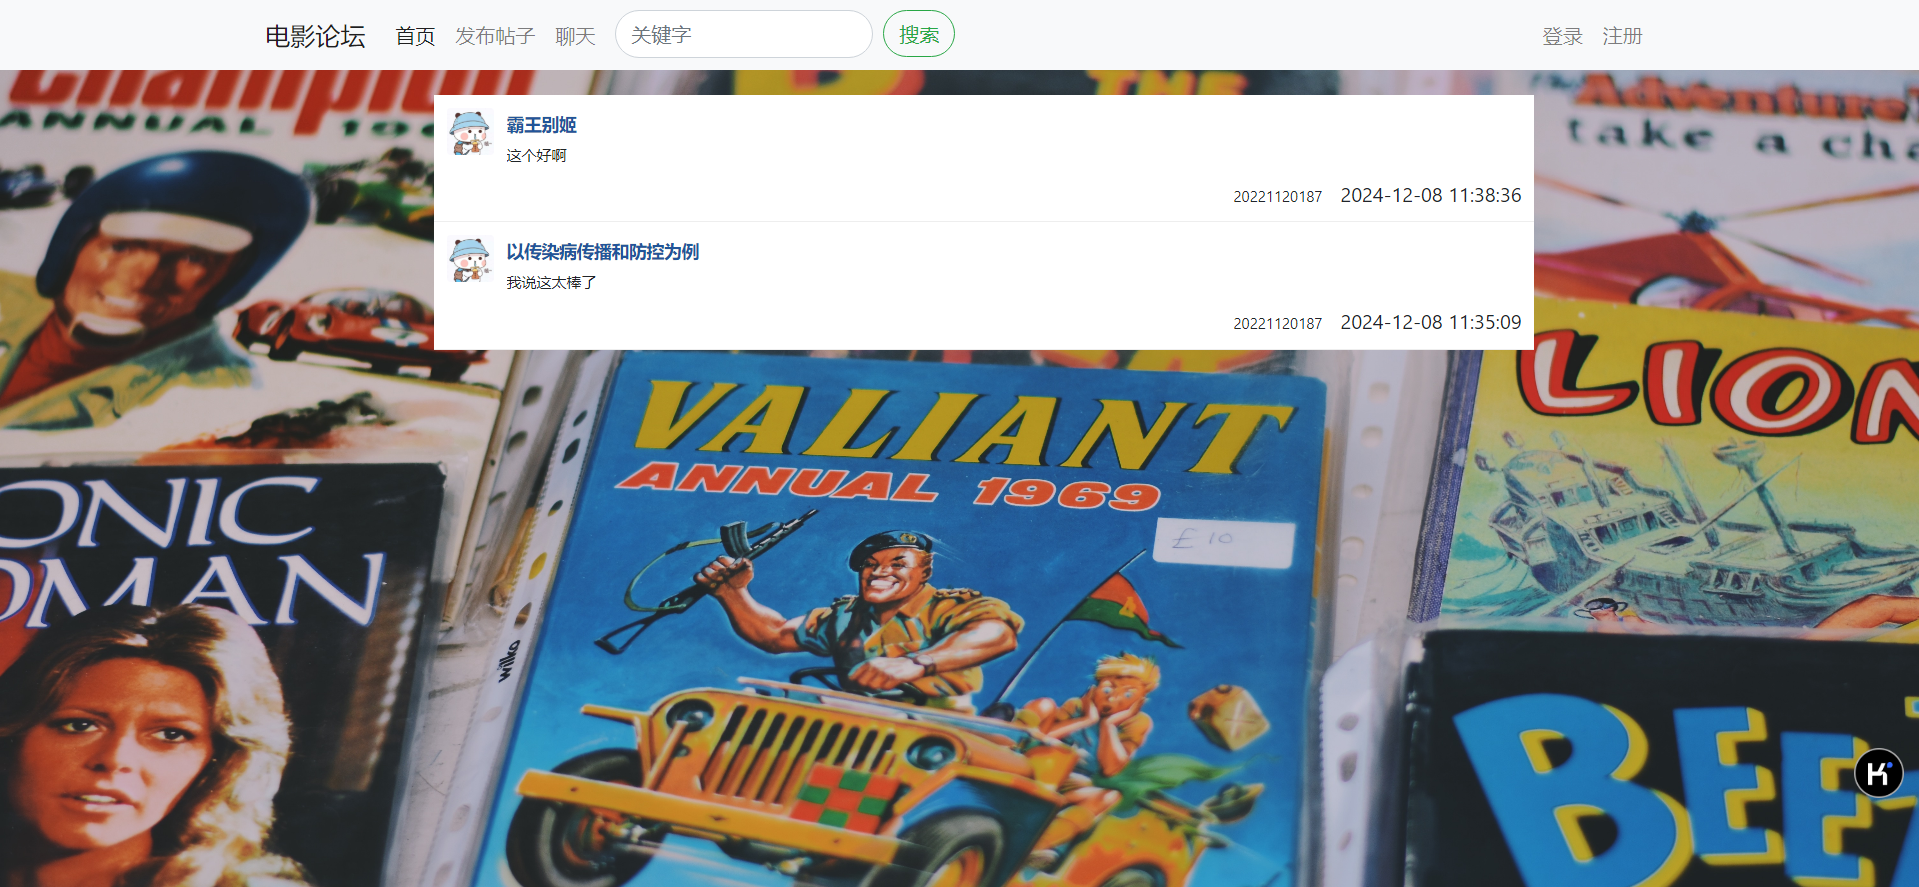 电影论坛 首页 发布帖子 聊天 关键字 搜索 登录 注册
霸王别姬
这个好啊
20221120187 2024-12-08 11:38:36
以传染病传播和防控为例
我说这太棒了
20221120187 2024-12-08 11:35:09
Champion
ANNUAL
THE
Adventure
take a cha
VALIANT
ANNUAL 1969
£10
LION
ONIC
OMAN
wilko
BEE
K